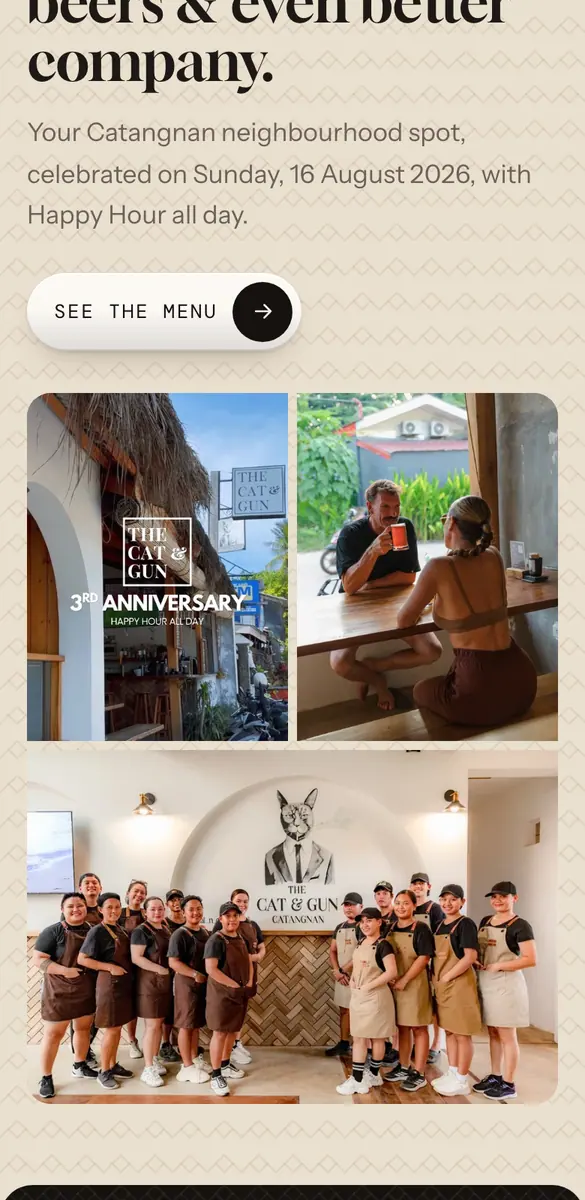 beers & even better
company.
Your Catangnan neighbourhood spot,
celebrated on Sunday, 16 August 2026, with
Happy Hour all day.
SEE THE MENU
THE
CAT &
GUN
THE
CAT &
GUN
3RD ANNIVERSARY
HAPPY HOUR ALL DAY
THE
CAT & GUN
CATANGNAN